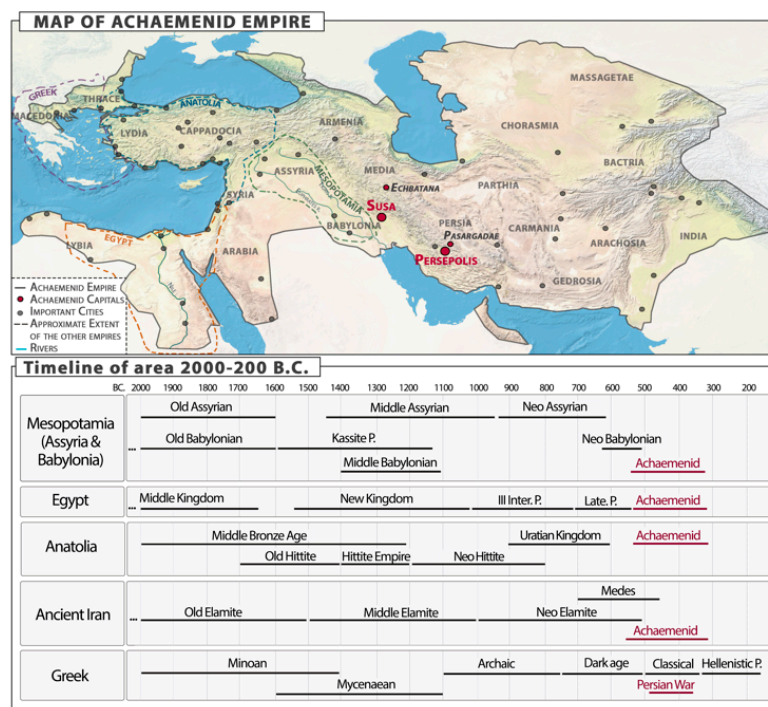 MAP OF ACHAEMENID EMPIRE
MASSAGETAE
GREEK
THRACE
MACEDONIA
ANATOLIA
LYDIA
CAPPADOCIA
ARMENIA
CHORASMIA
BACTRIA
ASSYRIA
MESOPOTAMIA
MEDIA
ECHBATANA
PARTHIA
SYRIA
SUSA
BABYLONIA
PERSIA
PASARGADAE
CARMANIA
ARACHOSIA
INDIA
LYBIA
EGYPT
ARABIA
PERSEPOLIS
GEDROSIA
NIL
ACHAEMENID EMPIRE
ACHAEMENID CAPITALS
IMPORTANT CITIES
APPROXIMATE EXTENT
OF THE OTHER EMPIRES
RIVERS
Timeline of area 2000-200 B.C.
BC. 2000 1900 1800 1700 1600 1500 1400 1300 1200 1100 1000 900 800 700 600 500 400 300 200
Mesopotamia
(Assyria &
Babylonia)
Old Assyrian Middle Assyrian Neo Assyrian
... Old Babylonian Kassite P. Neo Babylonian
Middle Babylonian Achaemenid
Egypt
... Middle Kingdom New Kingdom III Inter. P. Late. P. Achaemenid
Anatolia
Middle Bronze Age Uratian Kingdom Achaemenid
Old Hittite Hittite Empire Neo Hittite
Ancient Iran
Medes
... Old Elamite Middle Elamite Neo Elamite
Achaemenid
Greek
Minoan Archaic Dark age Classical Hellenistic P.
Mycenaean Persian War